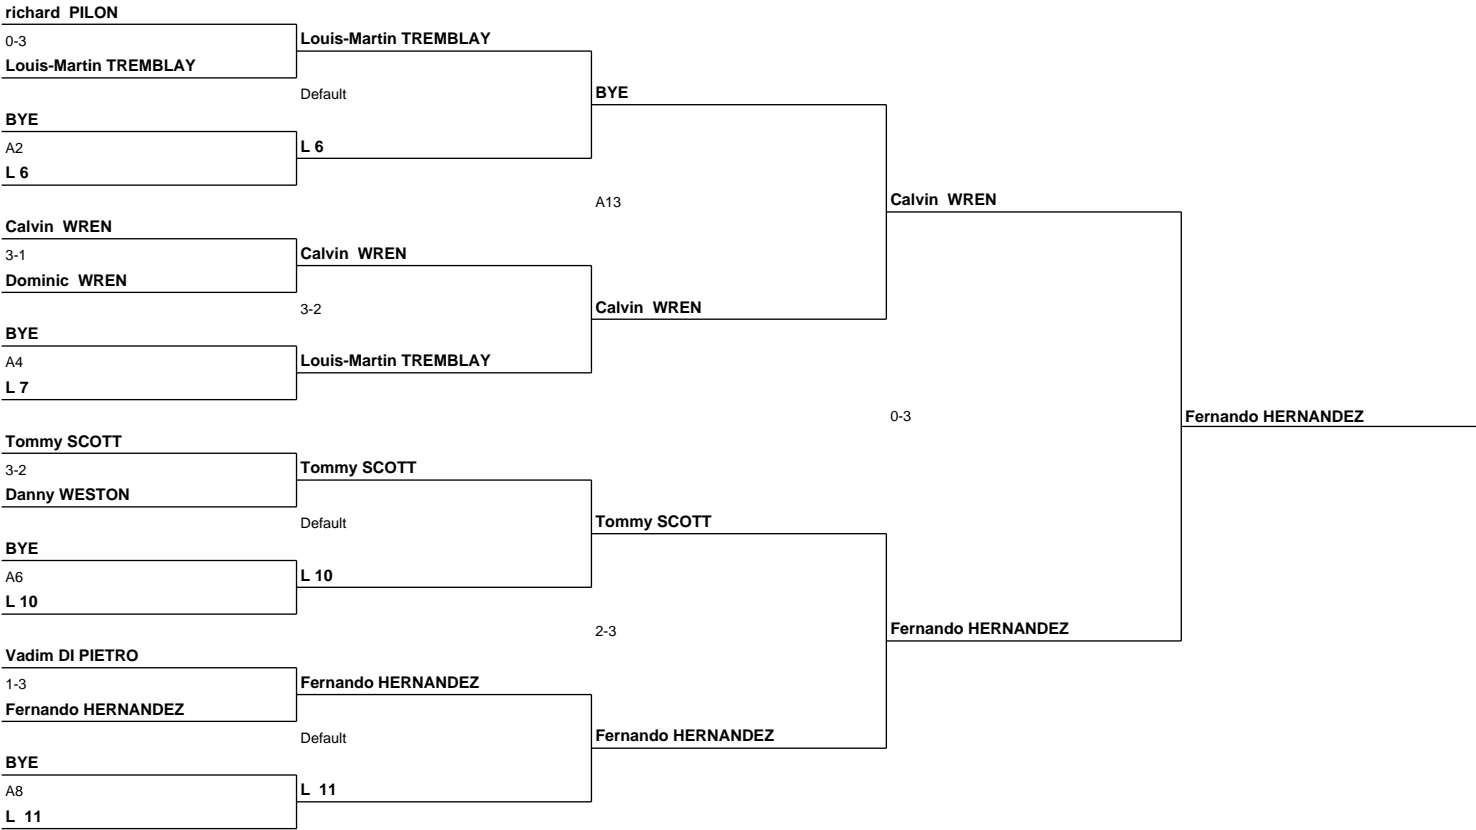 richard PILON
0-3
Louis-Martin TREMBLAY
BYE
A2
L 6
Calvin WREN
3-1
Dominic WREN
BYE
A4
L 7
Tommy SCOTT
3-2
Danny WESTON
BYE
A6
L 10
Vadim DI PIETRO
1-3
Fernando HERNANDEZ
BYE
A8
L 11
Louis-Martin TREMBLAY
Default
L 6
Calvin WREN
3-2
Louis-Martin TREMBLAY
Tommy SCOTT
Default
L 10
Fernando HERNANDEZ
Default
L 11
BYE
A13
Calvin WREN
Tommy SCOTT
2-3
Fernando HERNANDEZ
Calvin WREN
0-3
Fernando HERNANDEZ
Fernando HERNANDEZ